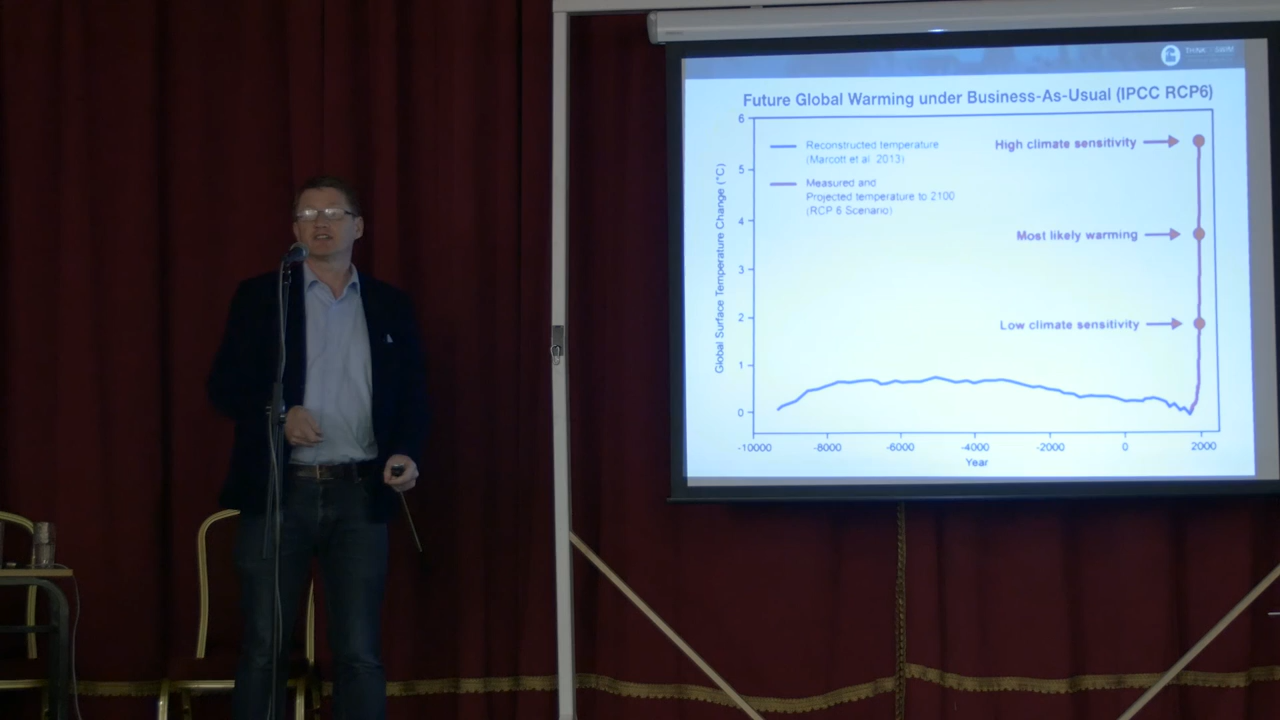 Future Global Warming under Business-As-Usual (IPCC RCP6)
6
Reconstructed temperature
(Marcott et al. 2013)
High climate sensitivity
5
Measured and
Projected temperature to 2100
(RCP 6 Scenario)
4
Most likely warming
Global Surface Temperature Change (°C)
3
2
Low climate sensitivity
1
0
-10000 -8000 -6000 -4000 -2000 0 2000
Year